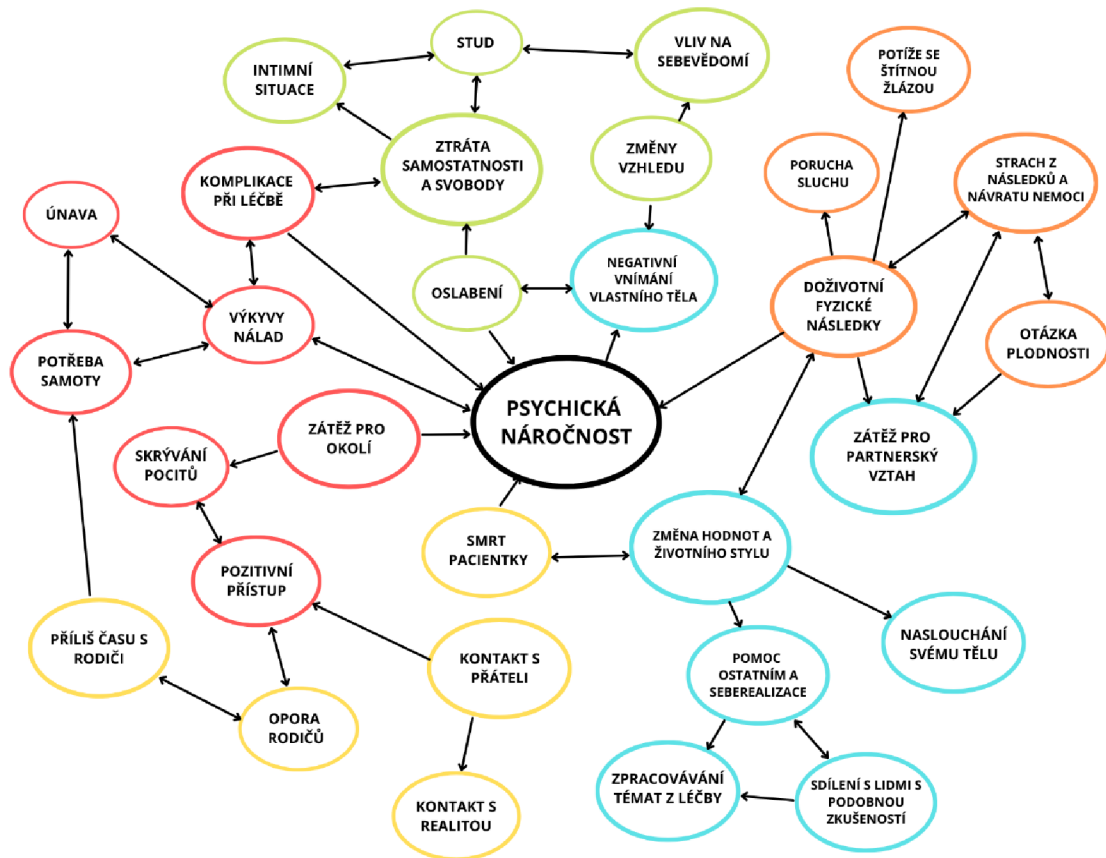 STUD
VLIV NA
SEBEVĚDOMÍ
POTÍŽE SE
ŠTÍTNOU
ŽLÁZOU
INTIMNÍ
SITUACE
ZTRÁTA
SAMOSTATNOSTI
A SVOBODY
ZMĚNY
VZHLEDU
PORUCHA
SLUCHU
STRACH Z
NÁSLEDKŮ A
NÁVRATU NEMOCI
KOMPLIKACE
PŘI LÉČBĚ
ÚNAVA
OSLABENÍ
NEGATIVNÍ
VNÍMÁNÍ
VLASTNÍHO TĚLA
DOŽIVOTNÍ
FYZICKÉ
NÁSLEDKY
VÝKYVY
NÁLAD
OTÁZKA
PLODNOSTI
POTŘEBA
SAMOTY
PSYCHICKÁ
NÁROČNOST
ZÁTĚŽ PRO
OKOLÍ
ZÁTĚŽ PRO
PARTNERSKÝ
VZTAH
SKRÝVÁNÍ
POCITŮ
SMRT
PACIENTKY
ZMĚNA HODNOT A
ŽIVOTNÍHO STYLU
POZITIVNÍ
PŘÍSTUP
PŘÍLIŠ ČASU S
RODIČI
KONTAKT S
PŘÁTELI
NASLOUCHÁNÍ
SVÉMU TĚLU
POMOC
OSTATNÍM A
SEBEREALIZACE
OPORA
RODIČŮ
KONTAKT S
REALITOU
ZPRACOVÁVÁNÍ
TÉMAT Z LÉČBY
SDÍLENÍ S LIDMI S
PODOBNOU
ZKUŠENOSTÍ